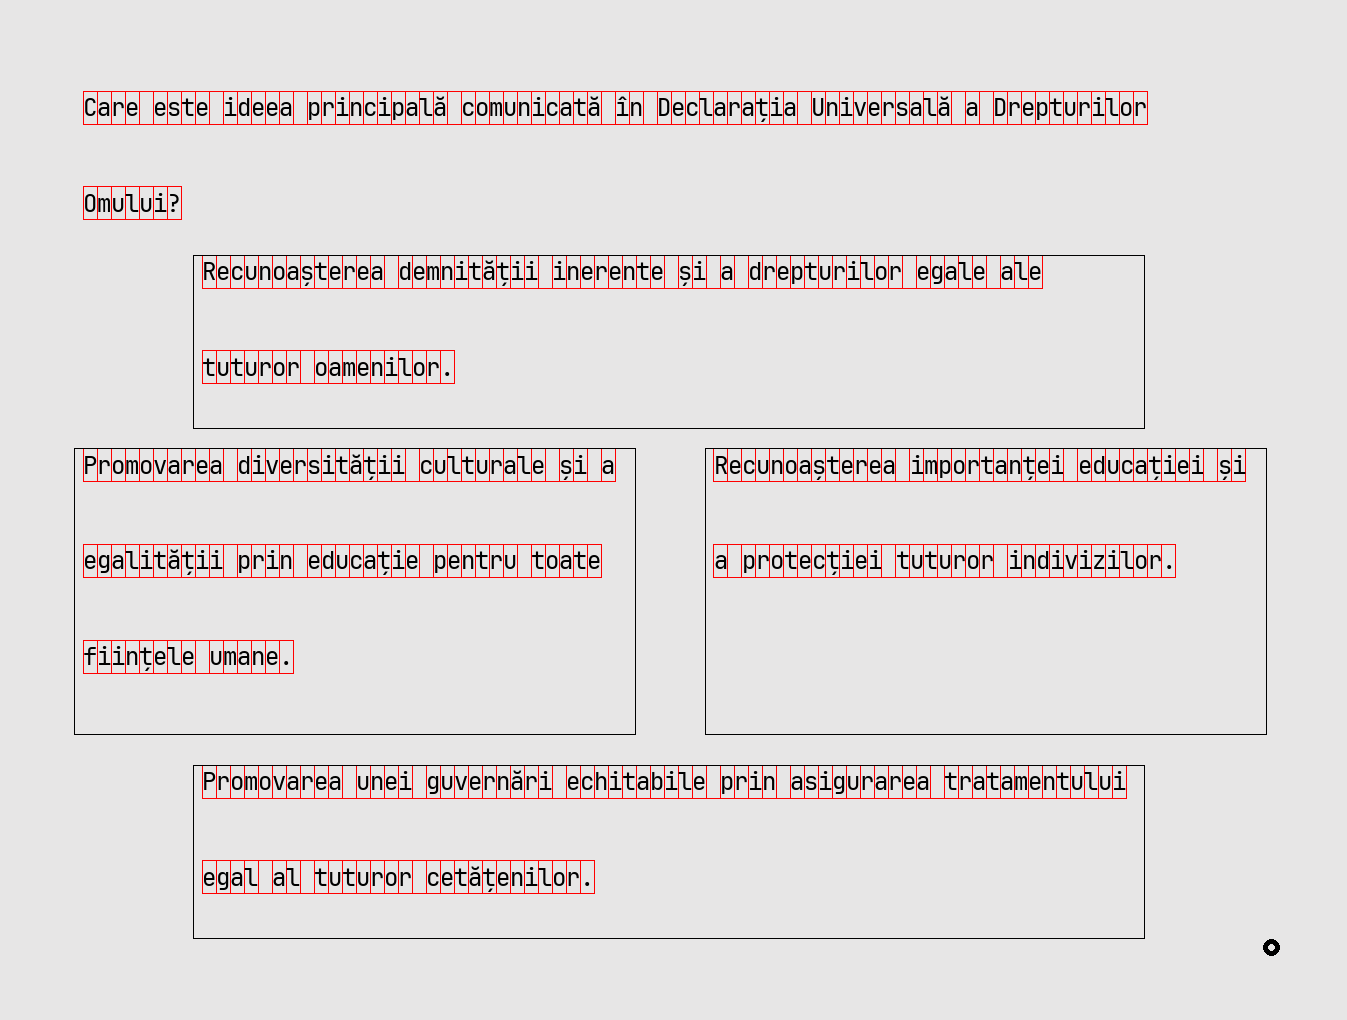 Care este ideea principală comunicată în Declarația Universală a Drepturilor
Omului?
Recunoașterea demnității inerente și a drepturilor egale ale
tuturor oamenilor.
Promovarea diversității culturale și a
egalității prin educație pentru toate
ființele umane.
Recunoașterea importanței educației și
a protecției tuturor indivizilor.
Promovarea unei guvernări echitabile prin asigurarea tratamentului
egal al tuturor cetățenilor.